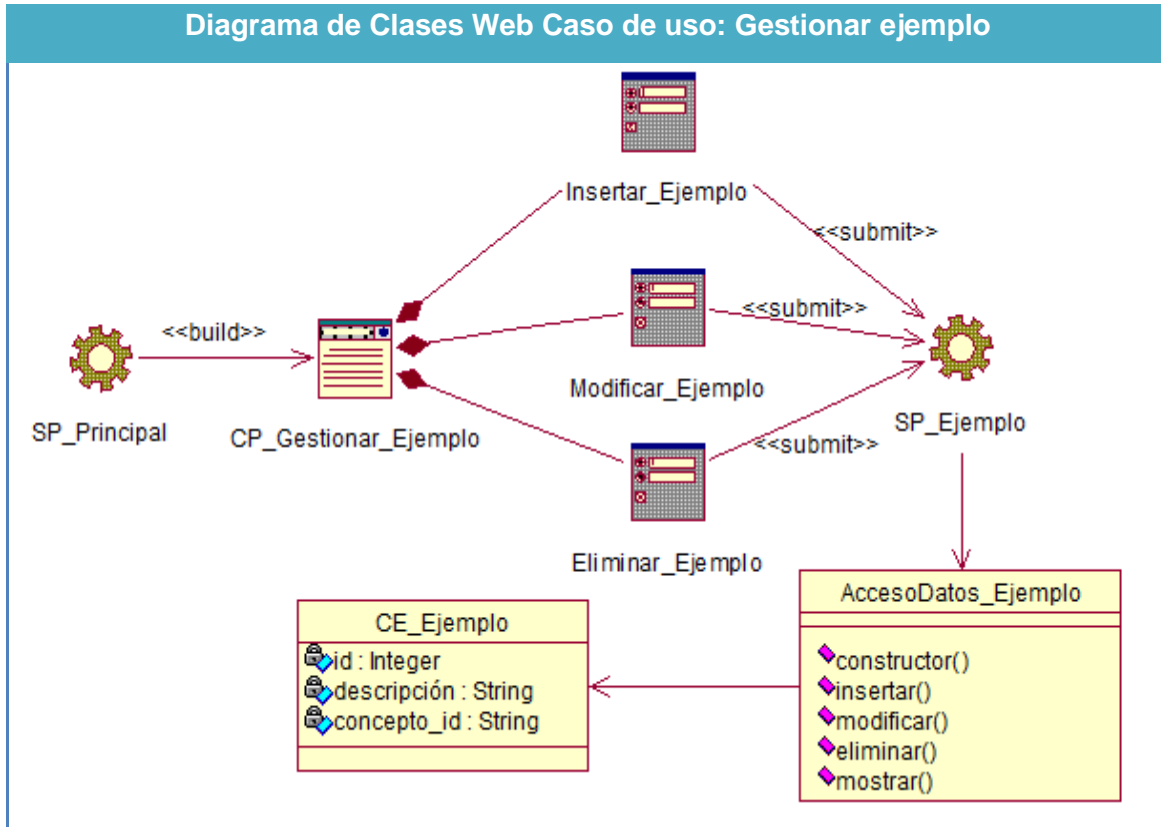 Diagrama de Clases Web Caso de uso: Gestionar ejemplo
Insertar_Ejemplo
<<submit>>
<<build>>
<<submit>>
SP_Principal
CP_Gestionar_Ejemplo
Modificar_Ejemplo
SP_Ejemplo
<<submit>>
Eliminar_Ejemplo
CE_Ejemplo
id : Integer
descripción : String
concepto_id : String
AccesoDatos_Ejemplo
constructor()
insertar()
modificar()
eliminar()
mostrar()